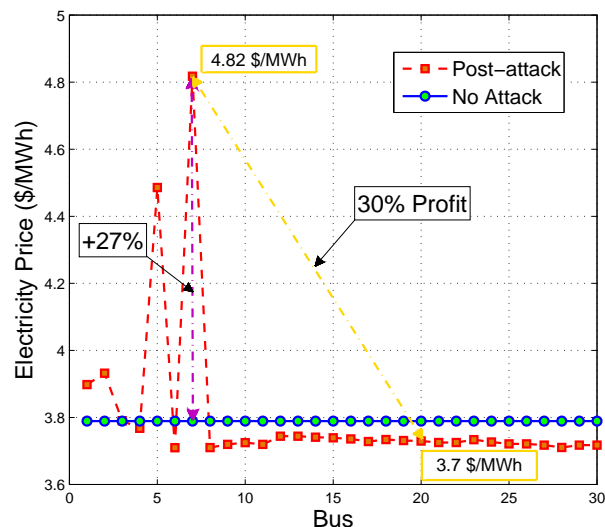 4.82 $/MWh
Post-attack
No Attack
+27%
30% Profit
3.7 $/MWh
Electricity Price ($/MWh)
5
4.8
4.6
4.4
4.2
4
3.8
3.6
0 5 10 15 20 25 30
Bus